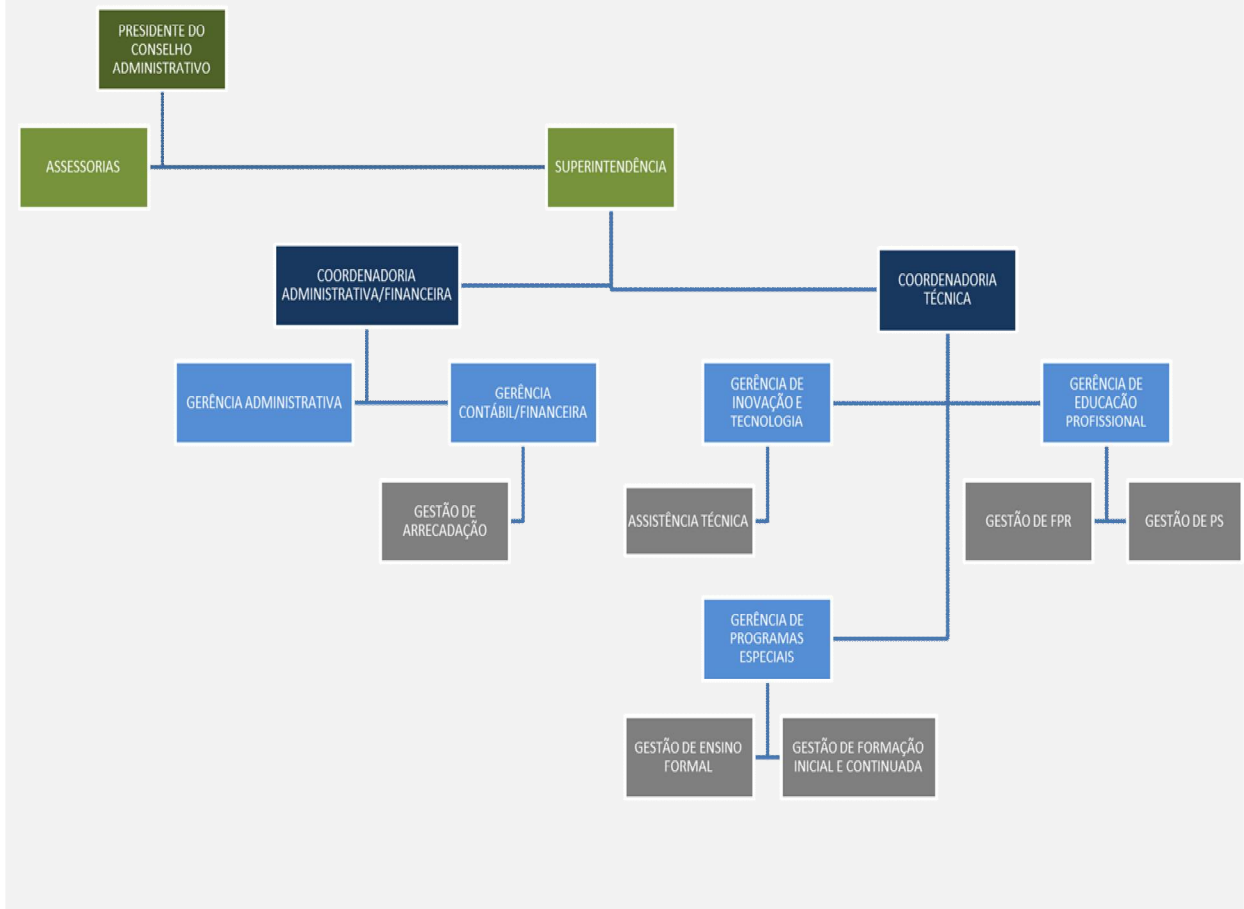 PRESIDENTE DO
CONSELHO
ADMINISTRATIVO
ASSESSORIAS
SUPERINTENDÊNCIA
COORDENADORIA
ADMINISTRATIVA/FINANCEIRA
COORDENADORIA
TÉCNICA
GERÊNCIA ADMINISTRATIVA
GERÊNCIA
CONTÁBIL/FINANCEIRA
GERÊNCIA DE
INOVAÇÃO E
TECNOLOGIA
GERÊNCIA DE
EDUCACÃO
PROFISSIONAL
GESTÃO DE
ARRECADAÇÃO
ASSISTÊNCIA TÉCNICA
GESTÃO DE FPR
GESTÃO DE PS
GERÊNCIA DE
PROGRAMAS
ESPECIAIS
GESTÃO DE ENSINO
FORMAL
GESTÃO DE FORMAÇÃO
INICIAL E CONTINUADA